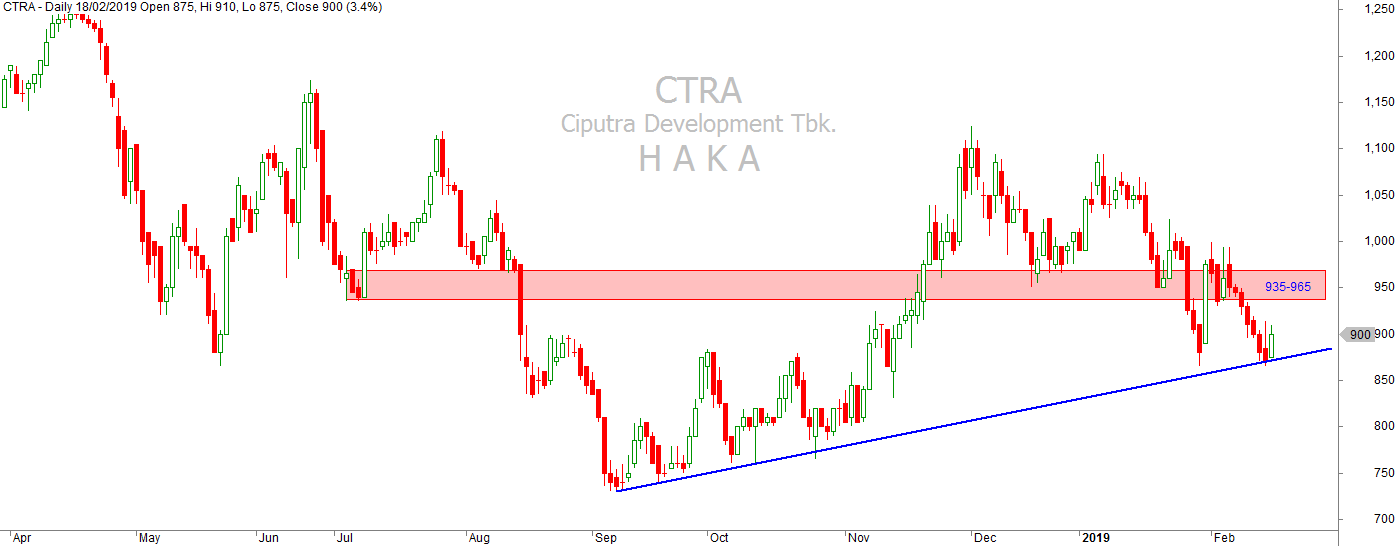 CTRA - Daily 18/02/2019 Open 875, Hi 910, Lo 875, Close 900 (3.4%)
CTRA
Ciputra Development Tbk.
H A K A
1,250
1,200
1,150
1,100
1,050
1,000
950
900
900
850
800
750
700
935-965
Apr
May
Jun
Jul
Aug
Sep
Oct
Nov
Dec
2019
Feb